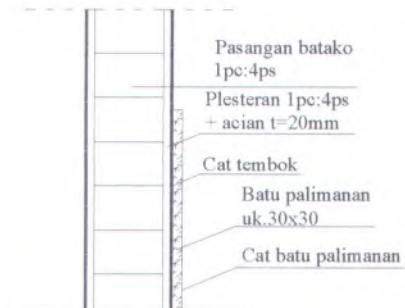 Pasangan batako
1pc:4ps
Plesteran 1pc:4ps
+ acian t=20mm
Cat tembok
Batu palimanan
uk.30x30
Cat batu palimanan